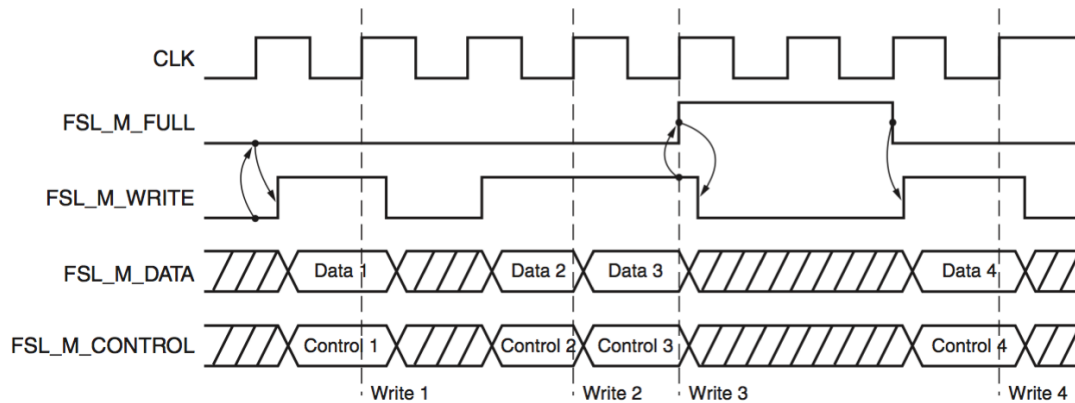 CLK
FSL_M_FULL
FSL_M_WRITE
FSL_M_DATA Data 1 Data 2 Data 3 Data 4
FSL_M_CONTROL Control 1 Control 2 Control 3 Control 4
Write 1 Write 2 Write 3 Write 4